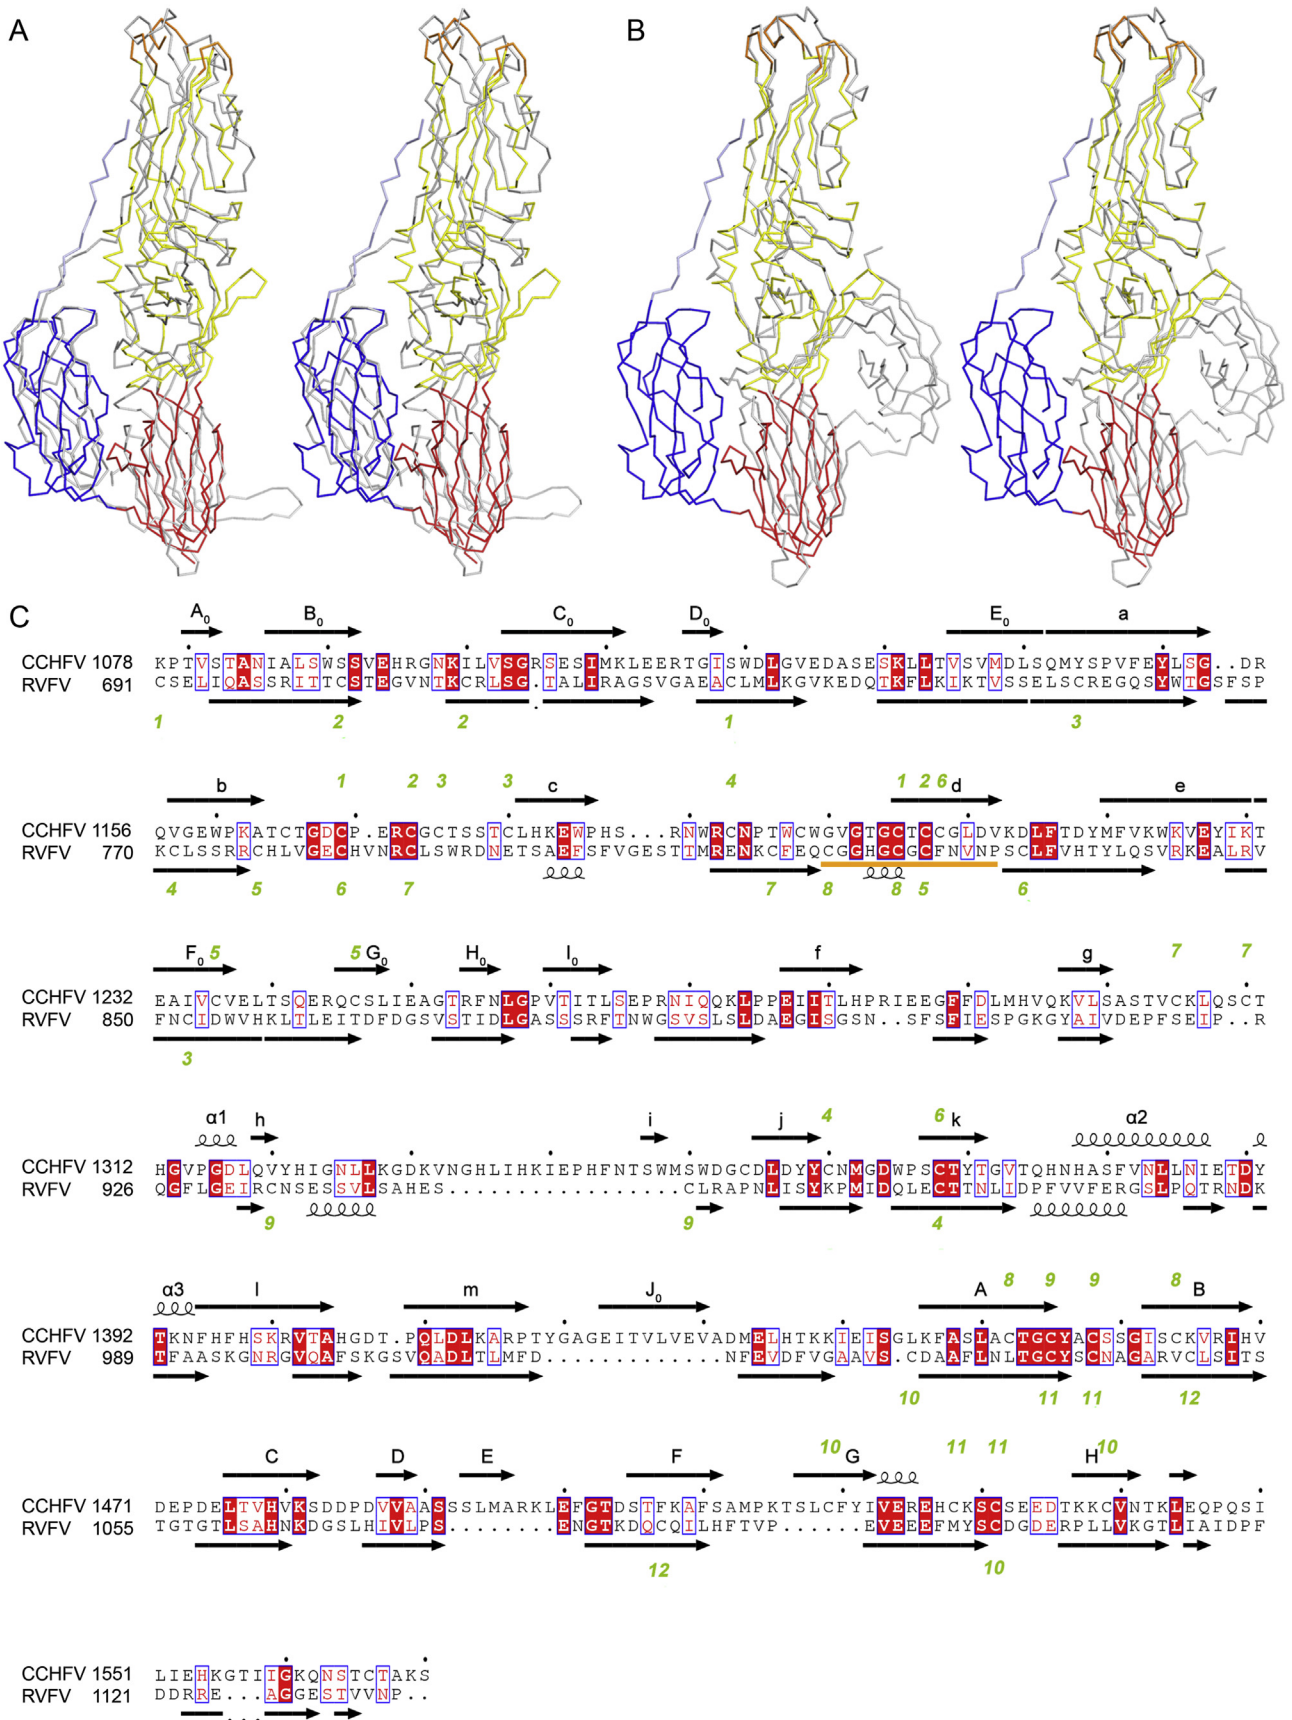 A
B
C
A0 B0 C0 D0 E0 a
CCHFV 1078 KPTVSTANIALSWSSVEHRGNKILVSGRSESIMKLEERTGISWDLGVEDASESKLLTVSVMDLSQMYSPVFEYLSG..DR
RVFV 691 CSELIQASSRITTCSTEGVNTKCRLSG.TALIRAGSVGAEACLMLKGVKEDQTKFLKIKTVSSELSCREGQSYWTGSFSP
1 2 2 1 3
1 2 3 3 4 1 2 6
b c d e
CCHFV 1156 QVGEWPKATCTGDCP.ERCGCTSSTCLHKEWPHS...RNWRCNPTWCWGVGTGCTCCGLDVKDLFTDYMFVKWKVEYIKT
RVFV 770 KCLSSRRCHLVGECHVNRCLSWRDNETSAEFSFVGESTTMRENKCFEQCGGHGCGCFNVNPSCLFVHTYLQSVRKEALRV
4 5 6 7 7 8 8 5 6
F0 5 5 G0 H0 I0 f g 7 7
CCHFV 1232 EAIVCVELTSQERQCSLIEAGTRFNLGPVTITLSEPRNIQQKLPPEIITLHPRIEEGFFDLMHVQKVLSASTVCKLQSCT
RVFV 850 FNCIDWVHKLTLEITDFDGSVSTIDLGASSSRFTNWGSVSLSLDAEGISGSN..SFSFIESPGKGYAIVDEPFSEIP..R
3
α1 h i j 4 6 k α2
CCHFV 1312 HGVPGDLQVYHIGNLLKGDKVNGHLIHKIEPHFNTSWMSWDGCDLDYYCNMGDWPSCTYTGVTQHNHASFVNLLNIETDY
RVFV 926 QGFLGEIRCNSESSVLSAHES.................CLRAPNLISYKPMIDQLECTTNLIDPFVVFERGSLPQTRNDK
9 9 4
α3 l m J0 A 8 9 9 8 B
CCHFV 1392 TKNFHFHSKRVTAHGDT.PQLDLKARPTYGAGEITVLVEVADMELHTKKIEISGLKFASLACTGCYACSSGISCKVRIHV
RVFV 989 TFAASKGNRGVQAFSKGSVQADLTLMFD.............NFEVDFVGAAVS.CDAAFLNLTGCYSCNAGARVCLSITS
10 11 11 12
C D E F 10 G 11 11 H 10
CCHFV 1471 DEPDELTVHVKSDDPDVVAASSSLMARKLEFGTDSTFKAFSAMPKTSLCFYIVEREHCKSCSEEDTKKCVNTKLEQPQSI
RVFV 1055 TGTGTLSAHNKDGSLHIVLPS........ENGTKDQCQILHFTVP......EVEEEFMYSCDGDERPLLVKGTLIAIDPF
12 10
CCHFV 1551 LIEHKGTIIGKQNSTCTAKS
RVFV 1121 DDRRE...AGGESTVVNP..